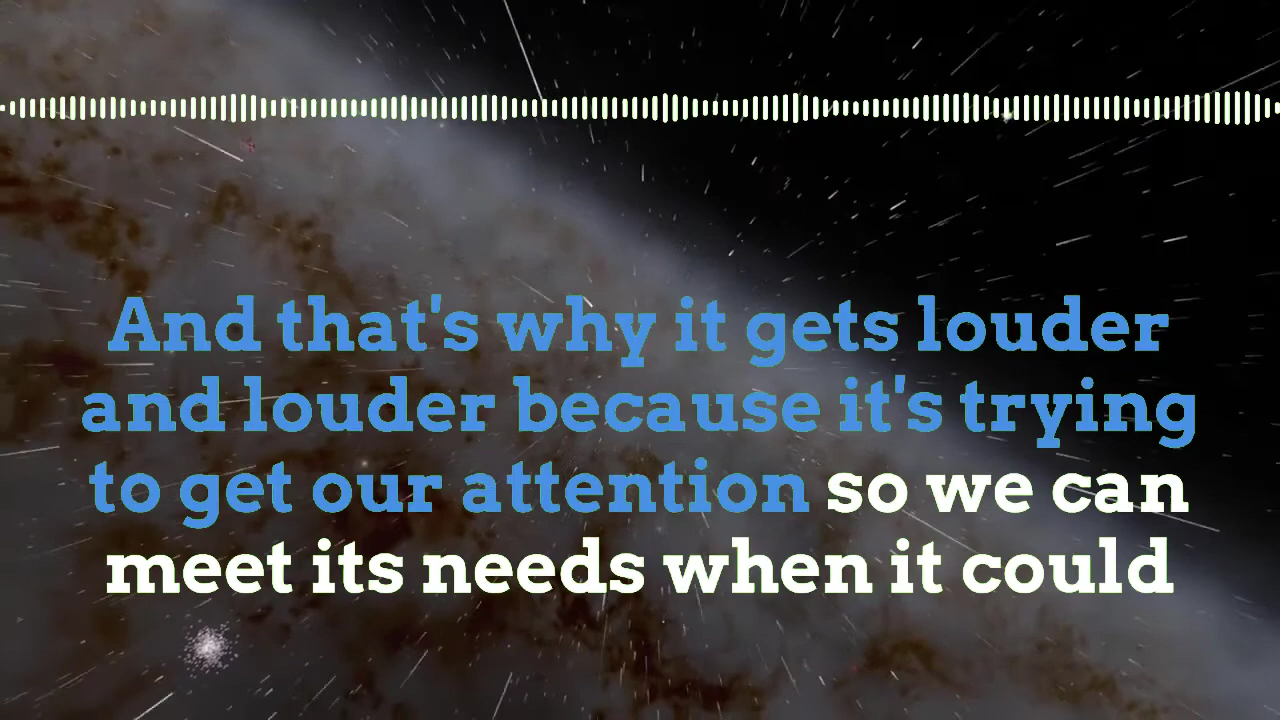 And that's why it gets louder
and louder because it's trying
to get our attention so we can
meet its needs when it could